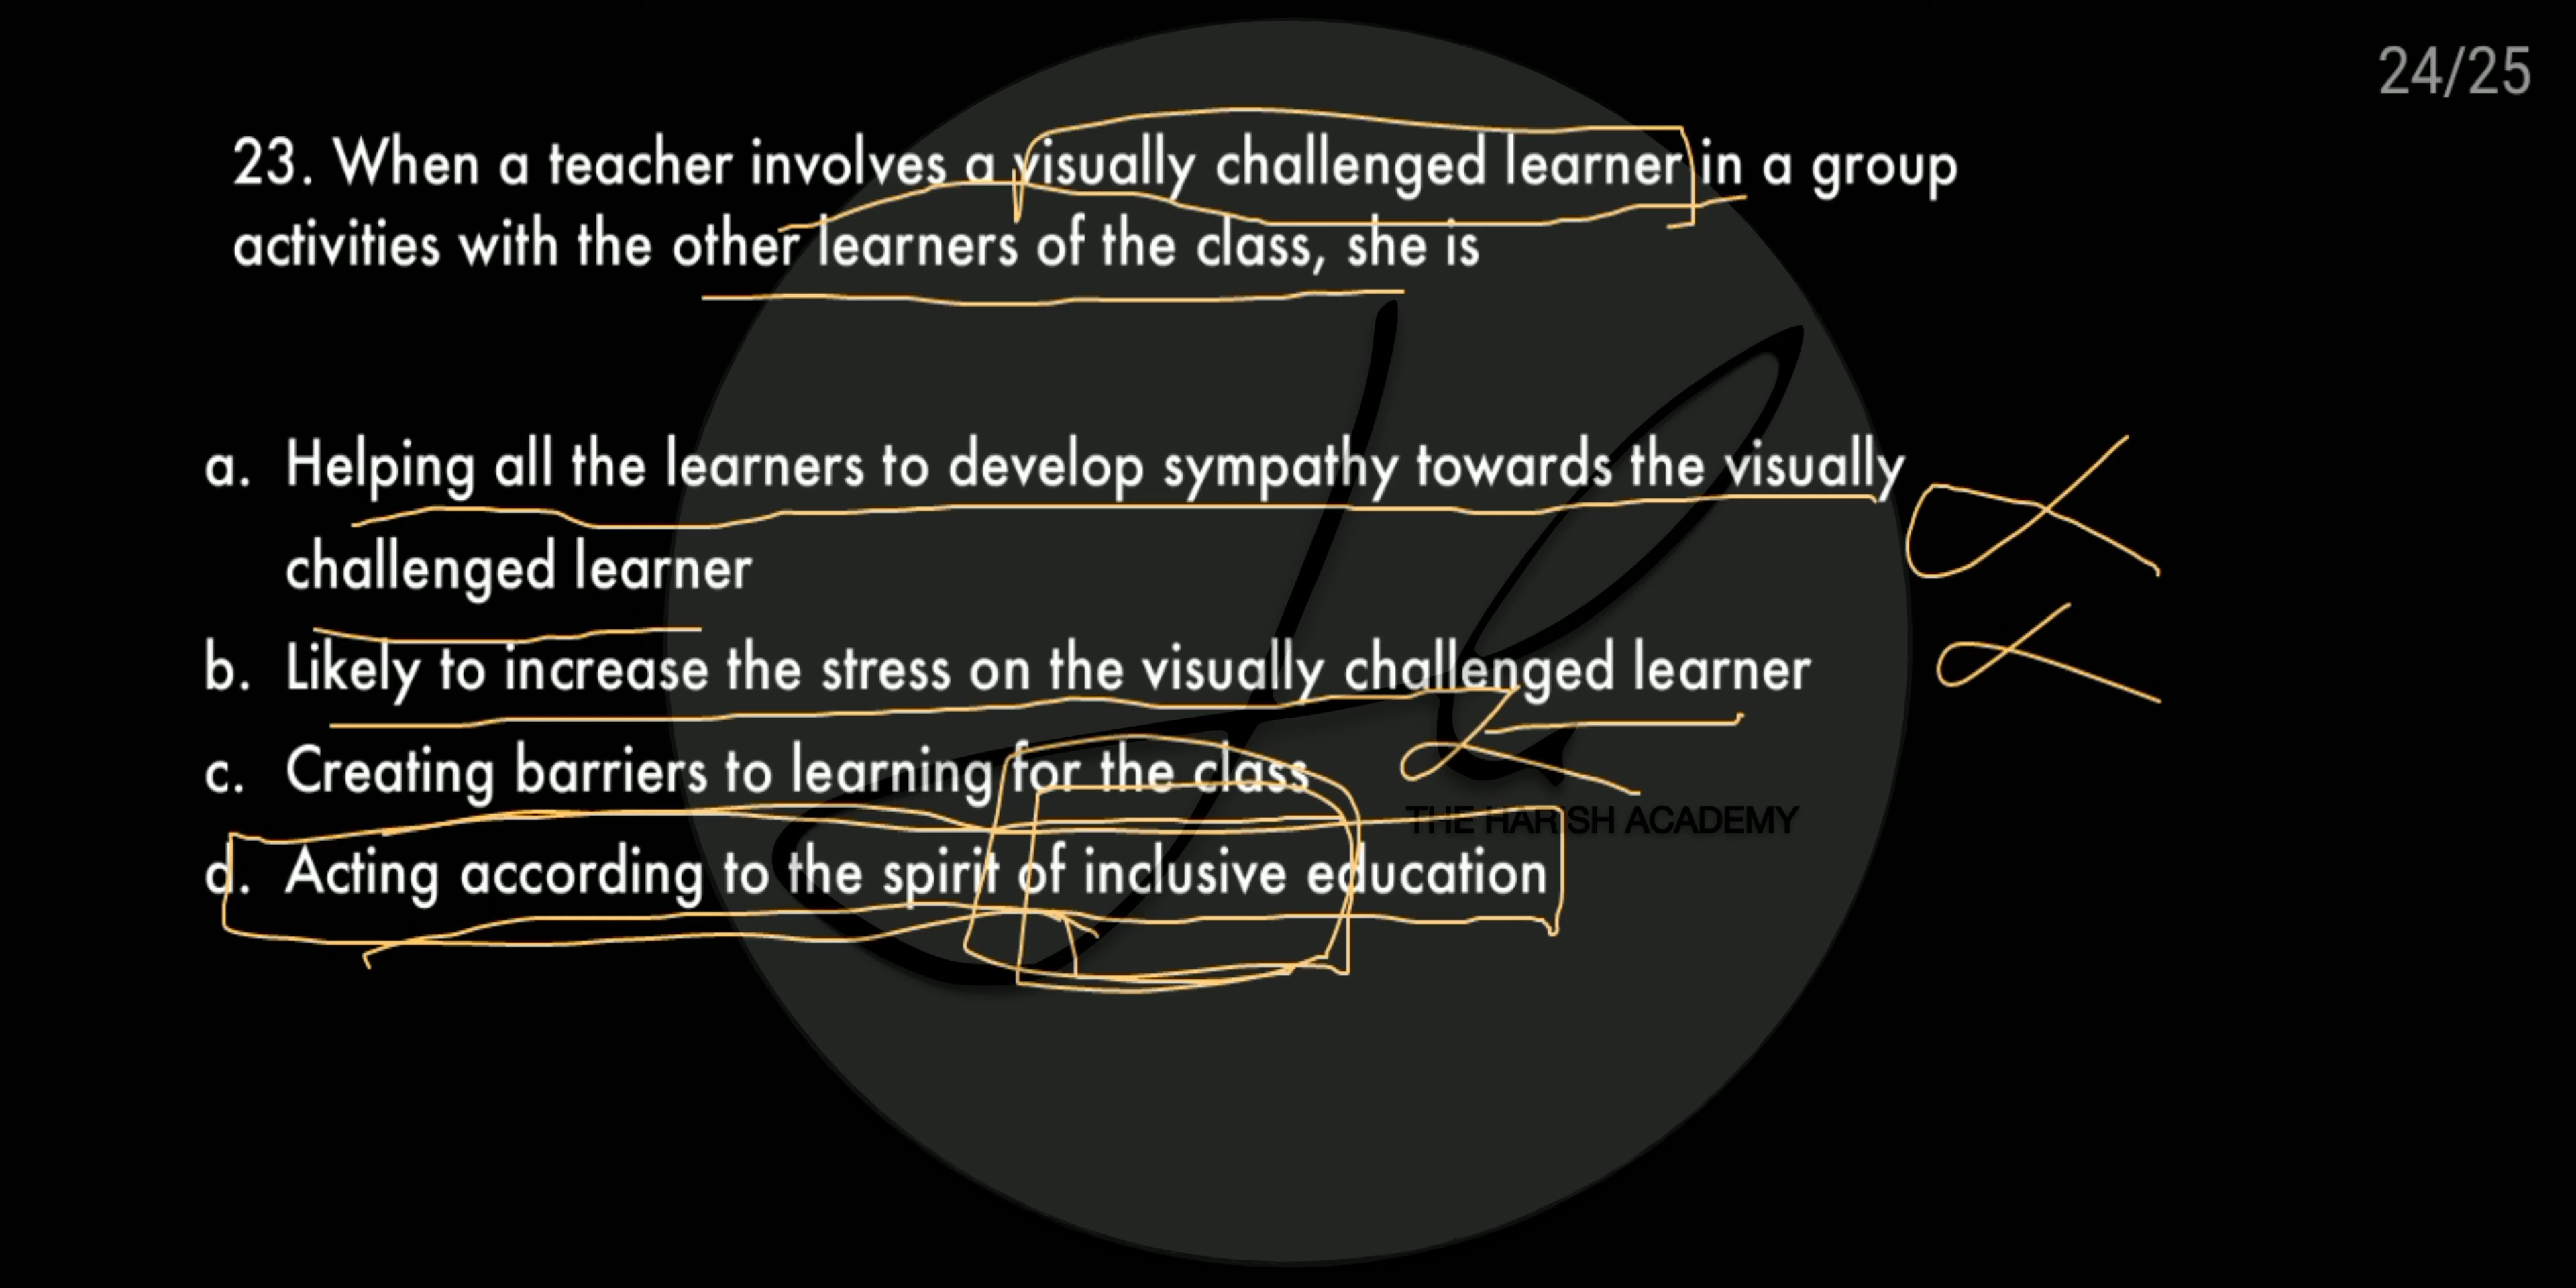 24/25
23. When a teacher involves a visually challenged learner in a group
activities with the other learners of the class, she is
a. Helping all the learners to develop sympathy towards the visually
challenged learner
b. Likely to increase the stress on the visually challenged learner
c. Creating barriers to learning for the class
THE HARISH ACADEMY
d. Acting according to the spirit of inclusive education